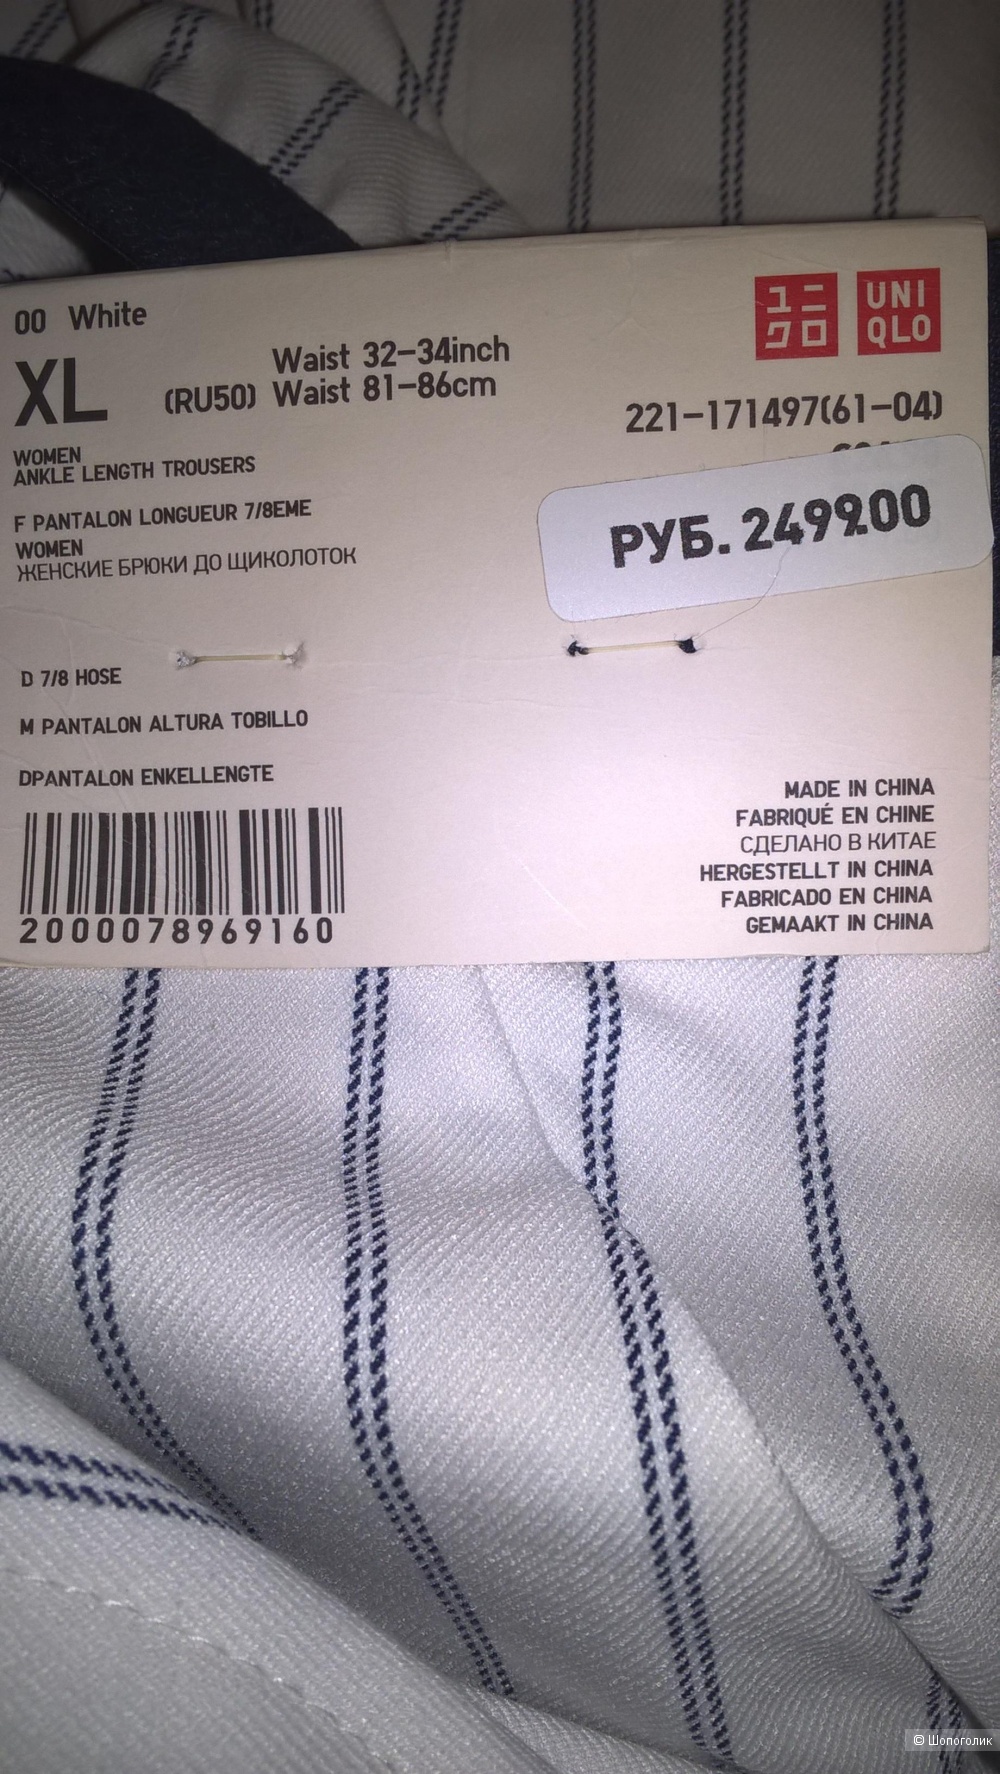 00 White
XL (RU50)
Waist 32-34inch
Waist 81-86cm
ユニ
クロ
UNI
QLO
221-171497(61-04)
WOMEN
ANKLE LENGTH TROUSERS
F PANTALON LONGUEUR 7/8EME
WOMEN
ЖЕНСКИЕ БРЮКИ ДО ЩИКОЛОТОК
РУБ. 2499.00
D 7/8 HOSE
M PANTALON ALTURA TOBILLO
DPANTALON ENKELLENGTE
2000078969160
MADE IN CHINA
FABRIQUÉ EN CHINE
СДЕЛАНО В КИТАЕ
HERGESTELLT IN CHINA
FABRICADO EN CHINA
GEMAAKT IN CHINA
© Шопоголик